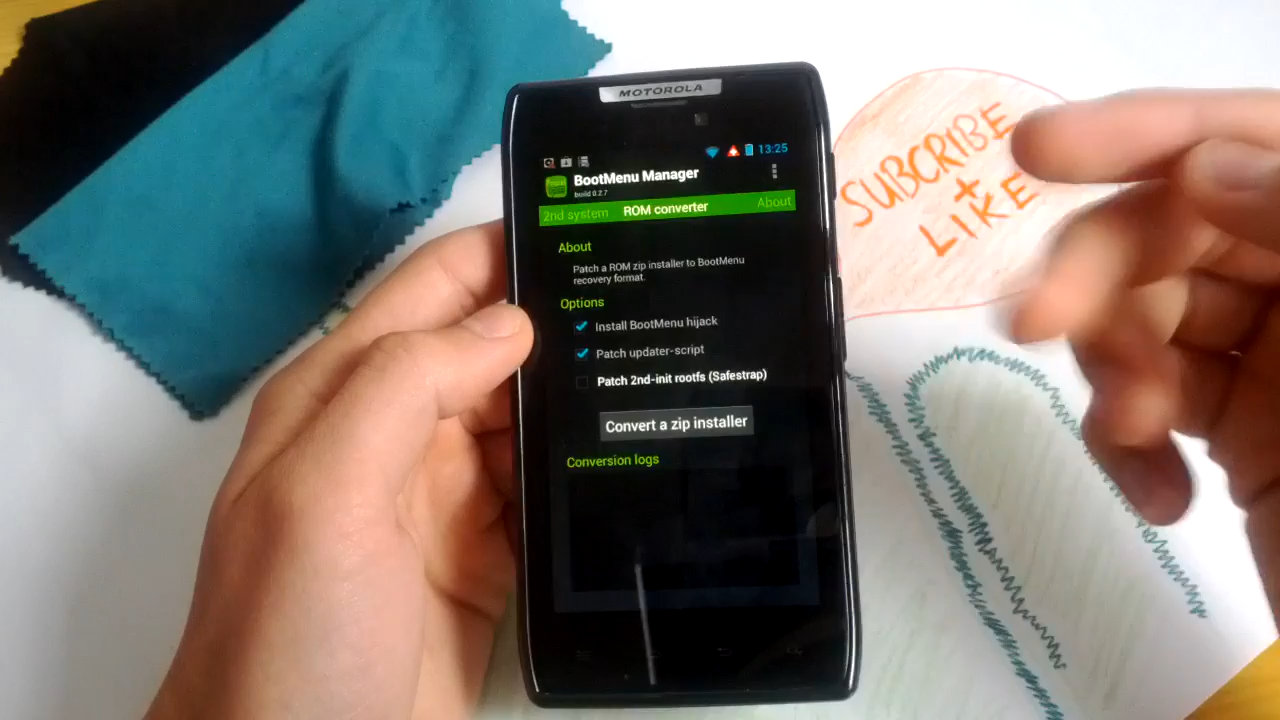 MOTOROLA
13:25
BootMenu Manager
build 0.2.7
2nd system ROM converter About
About
Patch a ROM zip installer to BootMenu
recovery format.
Options
Install BootMenu hijack
Patch updater-script
Patch 2nd-init rootfs (Safestrap)
Convert a zip installer
Conversion logs
SUBCRIBE
+
LIKE